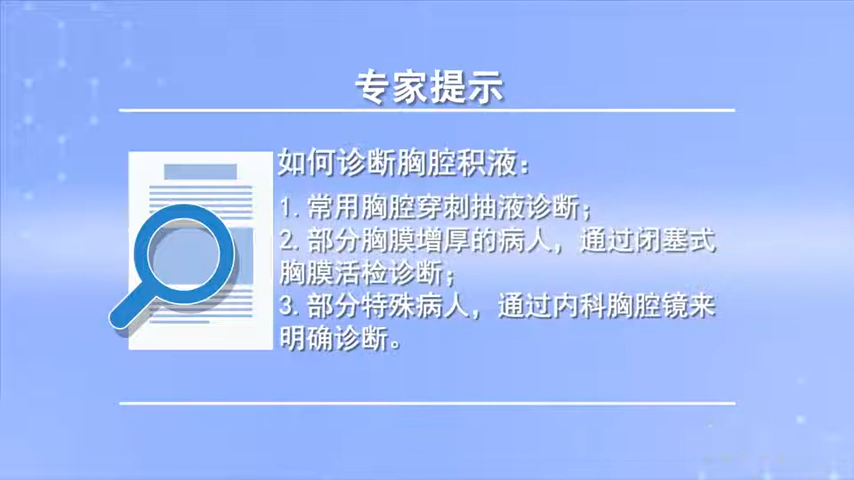 专家提示
如何诊断胸腔积液：
1. 常用胸腔穿刺抽液诊断；
2. 部分胸膜增厚的病人，通过闭塞式
胸膜活检诊断；
3. 部分特殊病人，通过内科胸腔镜来
明确诊断。